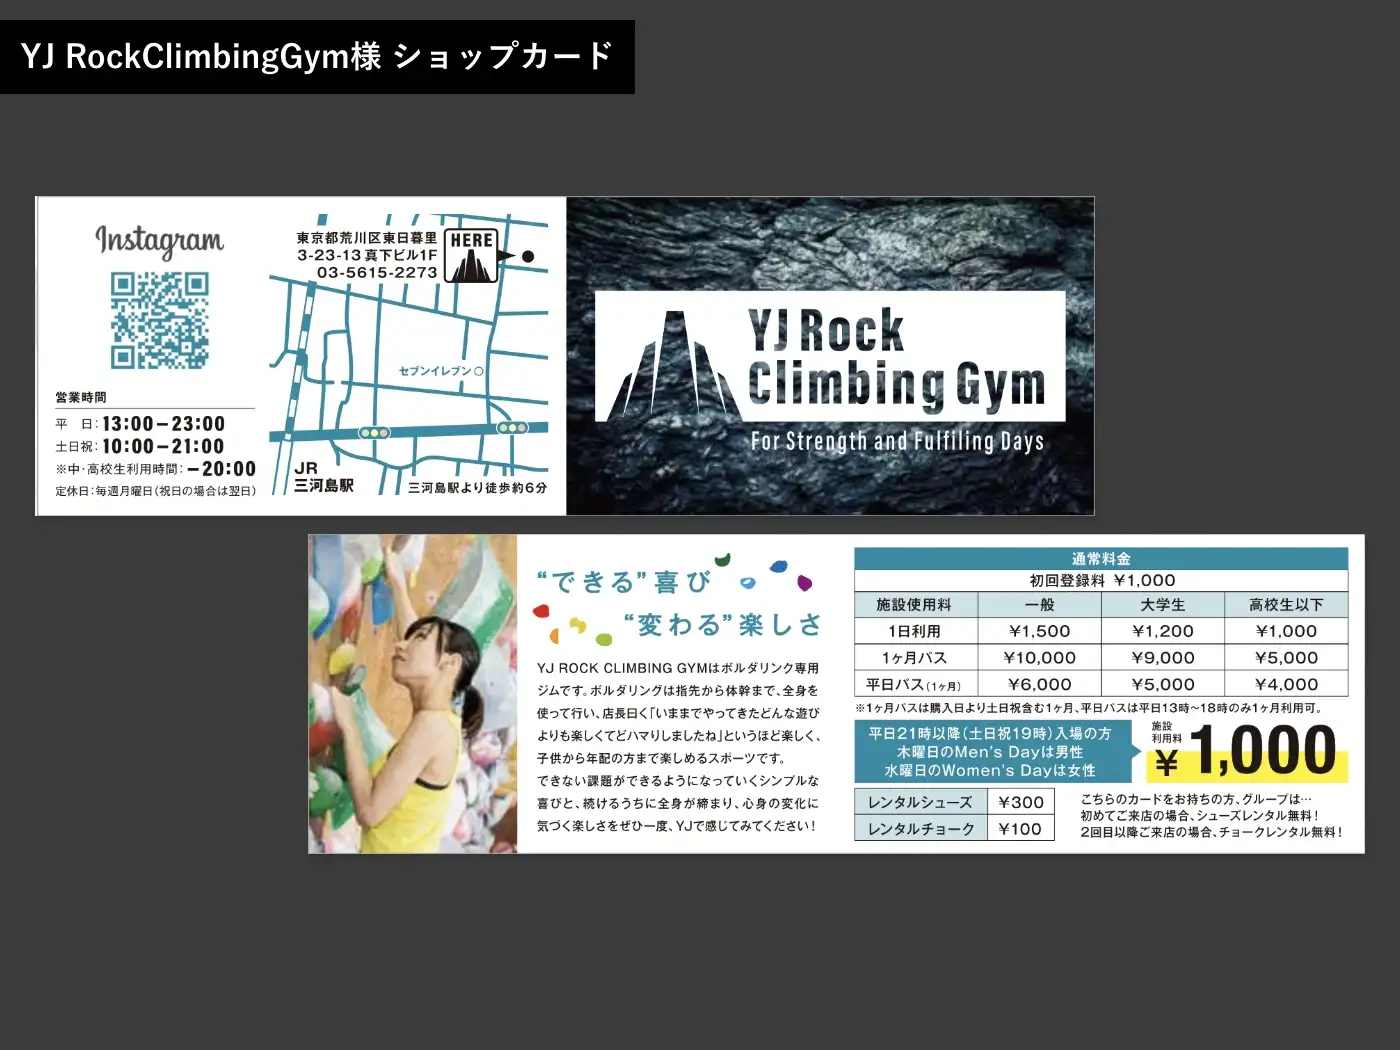 YJ RockClimbingGym様 ショップカード
Instagram
営業時間
平　日：13:00−23:00
土日祝：10:00−21:00
※中・高校生利用時間：−20:00
定休日：毎週月曜日（祝日の場合は翌日）
東京都荒川区東日暮里
3-23-13 真下ビル1F
03-5615-2273
HERE
セブンイレブン
JR
三河島駅
三河島駅より徒歩約6分
YJ Rock
Climbing Gym
For Strength and Fulfiling Days
“できる”喜び
“変わる”楽しさ
YJ ROCK CLIMBING GYMはボルダリンク専用
ジムです。ボルダリングは指先から体幹まで、全身を
使って行い、店長曰く「いままでやってきたどんな遊び
よりも楽しくてどハマりしましたね」というほど楽しく、
子供から年配の方まで楽しめるスポーツです。
できない課題ができるようになっていくシンプルな
喜びと、続けるうちに全身が締まり、心身の変化に
気づく楽しさをぜひ一度、YJで感じてみてください！
通常料金
初回登録料 ¥1,000
施設使用料 一般 大学生 高校生以下
1日利用 ¥1,500 ¥1,200 ¥1,000
1ヶ月パス ¥10,000 ¥9,000 ¥5,000
平日パス（1ヶ月） ¥6,000 ¥5,000 ¥4,000
※1ヶ月パスは購入日より土日祝含む1ヶ月、平日パスは平日13時〜18時のみ1ヶ月利用可。
平日21時以降（土日祝19時）入場の方
木曜日のMen's Dayは男性
水曜日のWomen's Dayは女性
施設
利用料
¥1,000
レンタルシューズ ¥300
レンタルチョーク ¥100
こちらのカードをお持ちの方、グループは…
初めてご来店の場合、シューズレンタル無料！
2回目以降ご来店の場合、チョークレンタル無料！